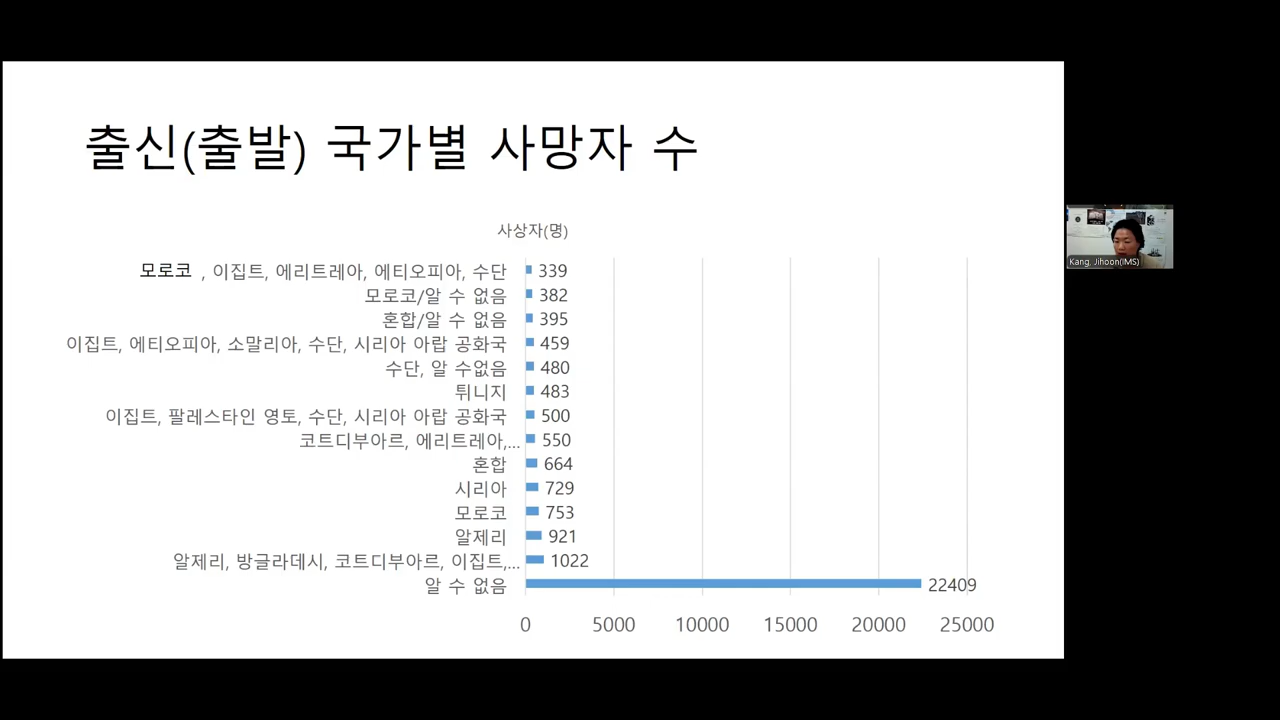 출신(출발) 국가별 사망자 수
사상자(명)
모로코 , 이집트, 에리트레아, 에티오피아, 수단 339
모로코/알 수 없음 382
혼합/알 수 없음 395
이집트, 에티오피아, 소말리아, 수단, 시리아 아랍 공화국 459
수단, 알 수없음 480
튀니지 483
이집트, 팔레스타인 영토, 수단, 시리아 아랍 공화국 500
코트디부아르, 에리트레아,... 550
혼합 664
시리아 729
모로코 753
알제리 921
알제리, 방글라데시, 코트디부아르, 이집트,... 1022
알 수 없음 22409
0 5000 10000 15000 20000 25000
Kang, Jihoon(IMS)